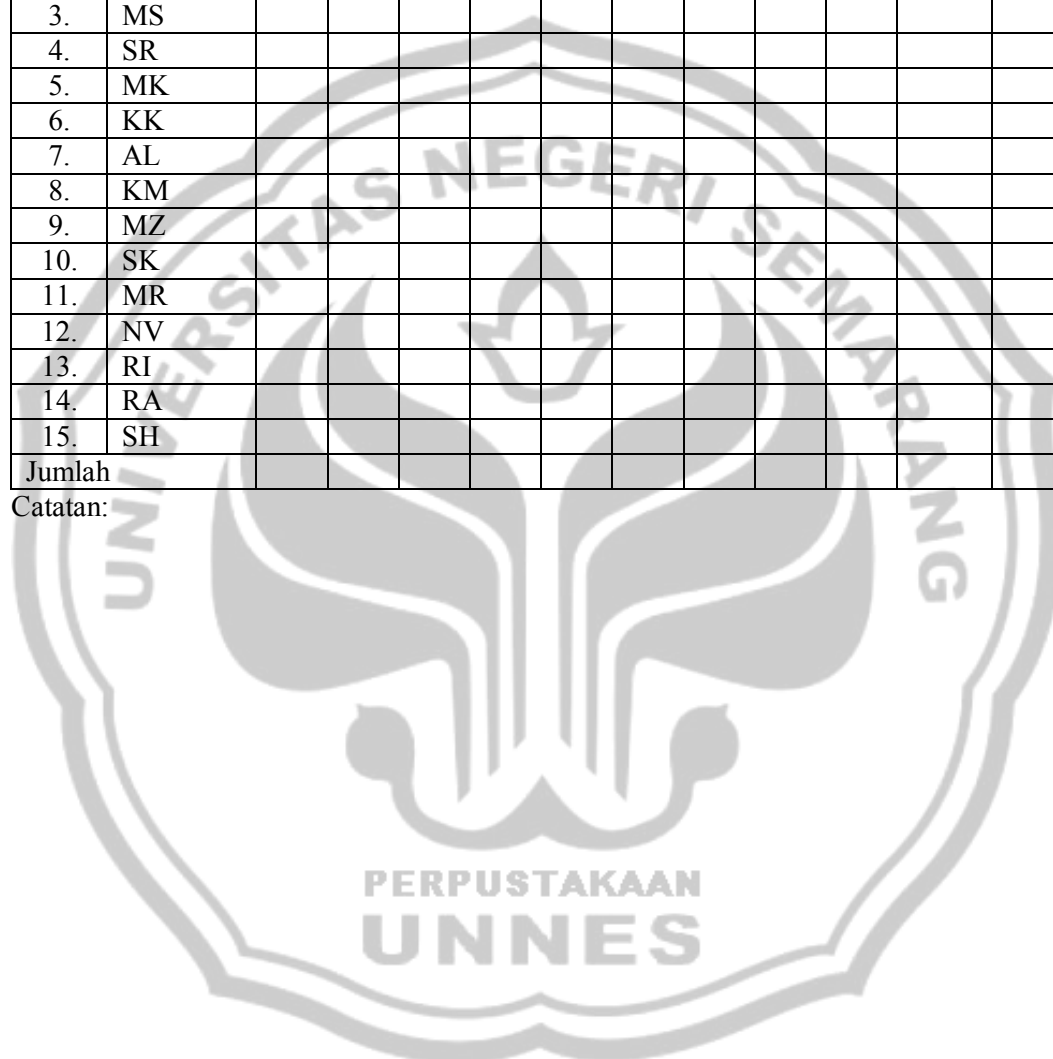 3. MS
4. SR
5. MK
6. KK
7. AL
8. KM
9. MZ
10. SK
11. MR
12. NV
13. RI
14. RA
15. SH
Jumlah
Catatan:
UNIVERSITAS NEGERI SEMARANG
PERPUSTAKAAN
UNNES